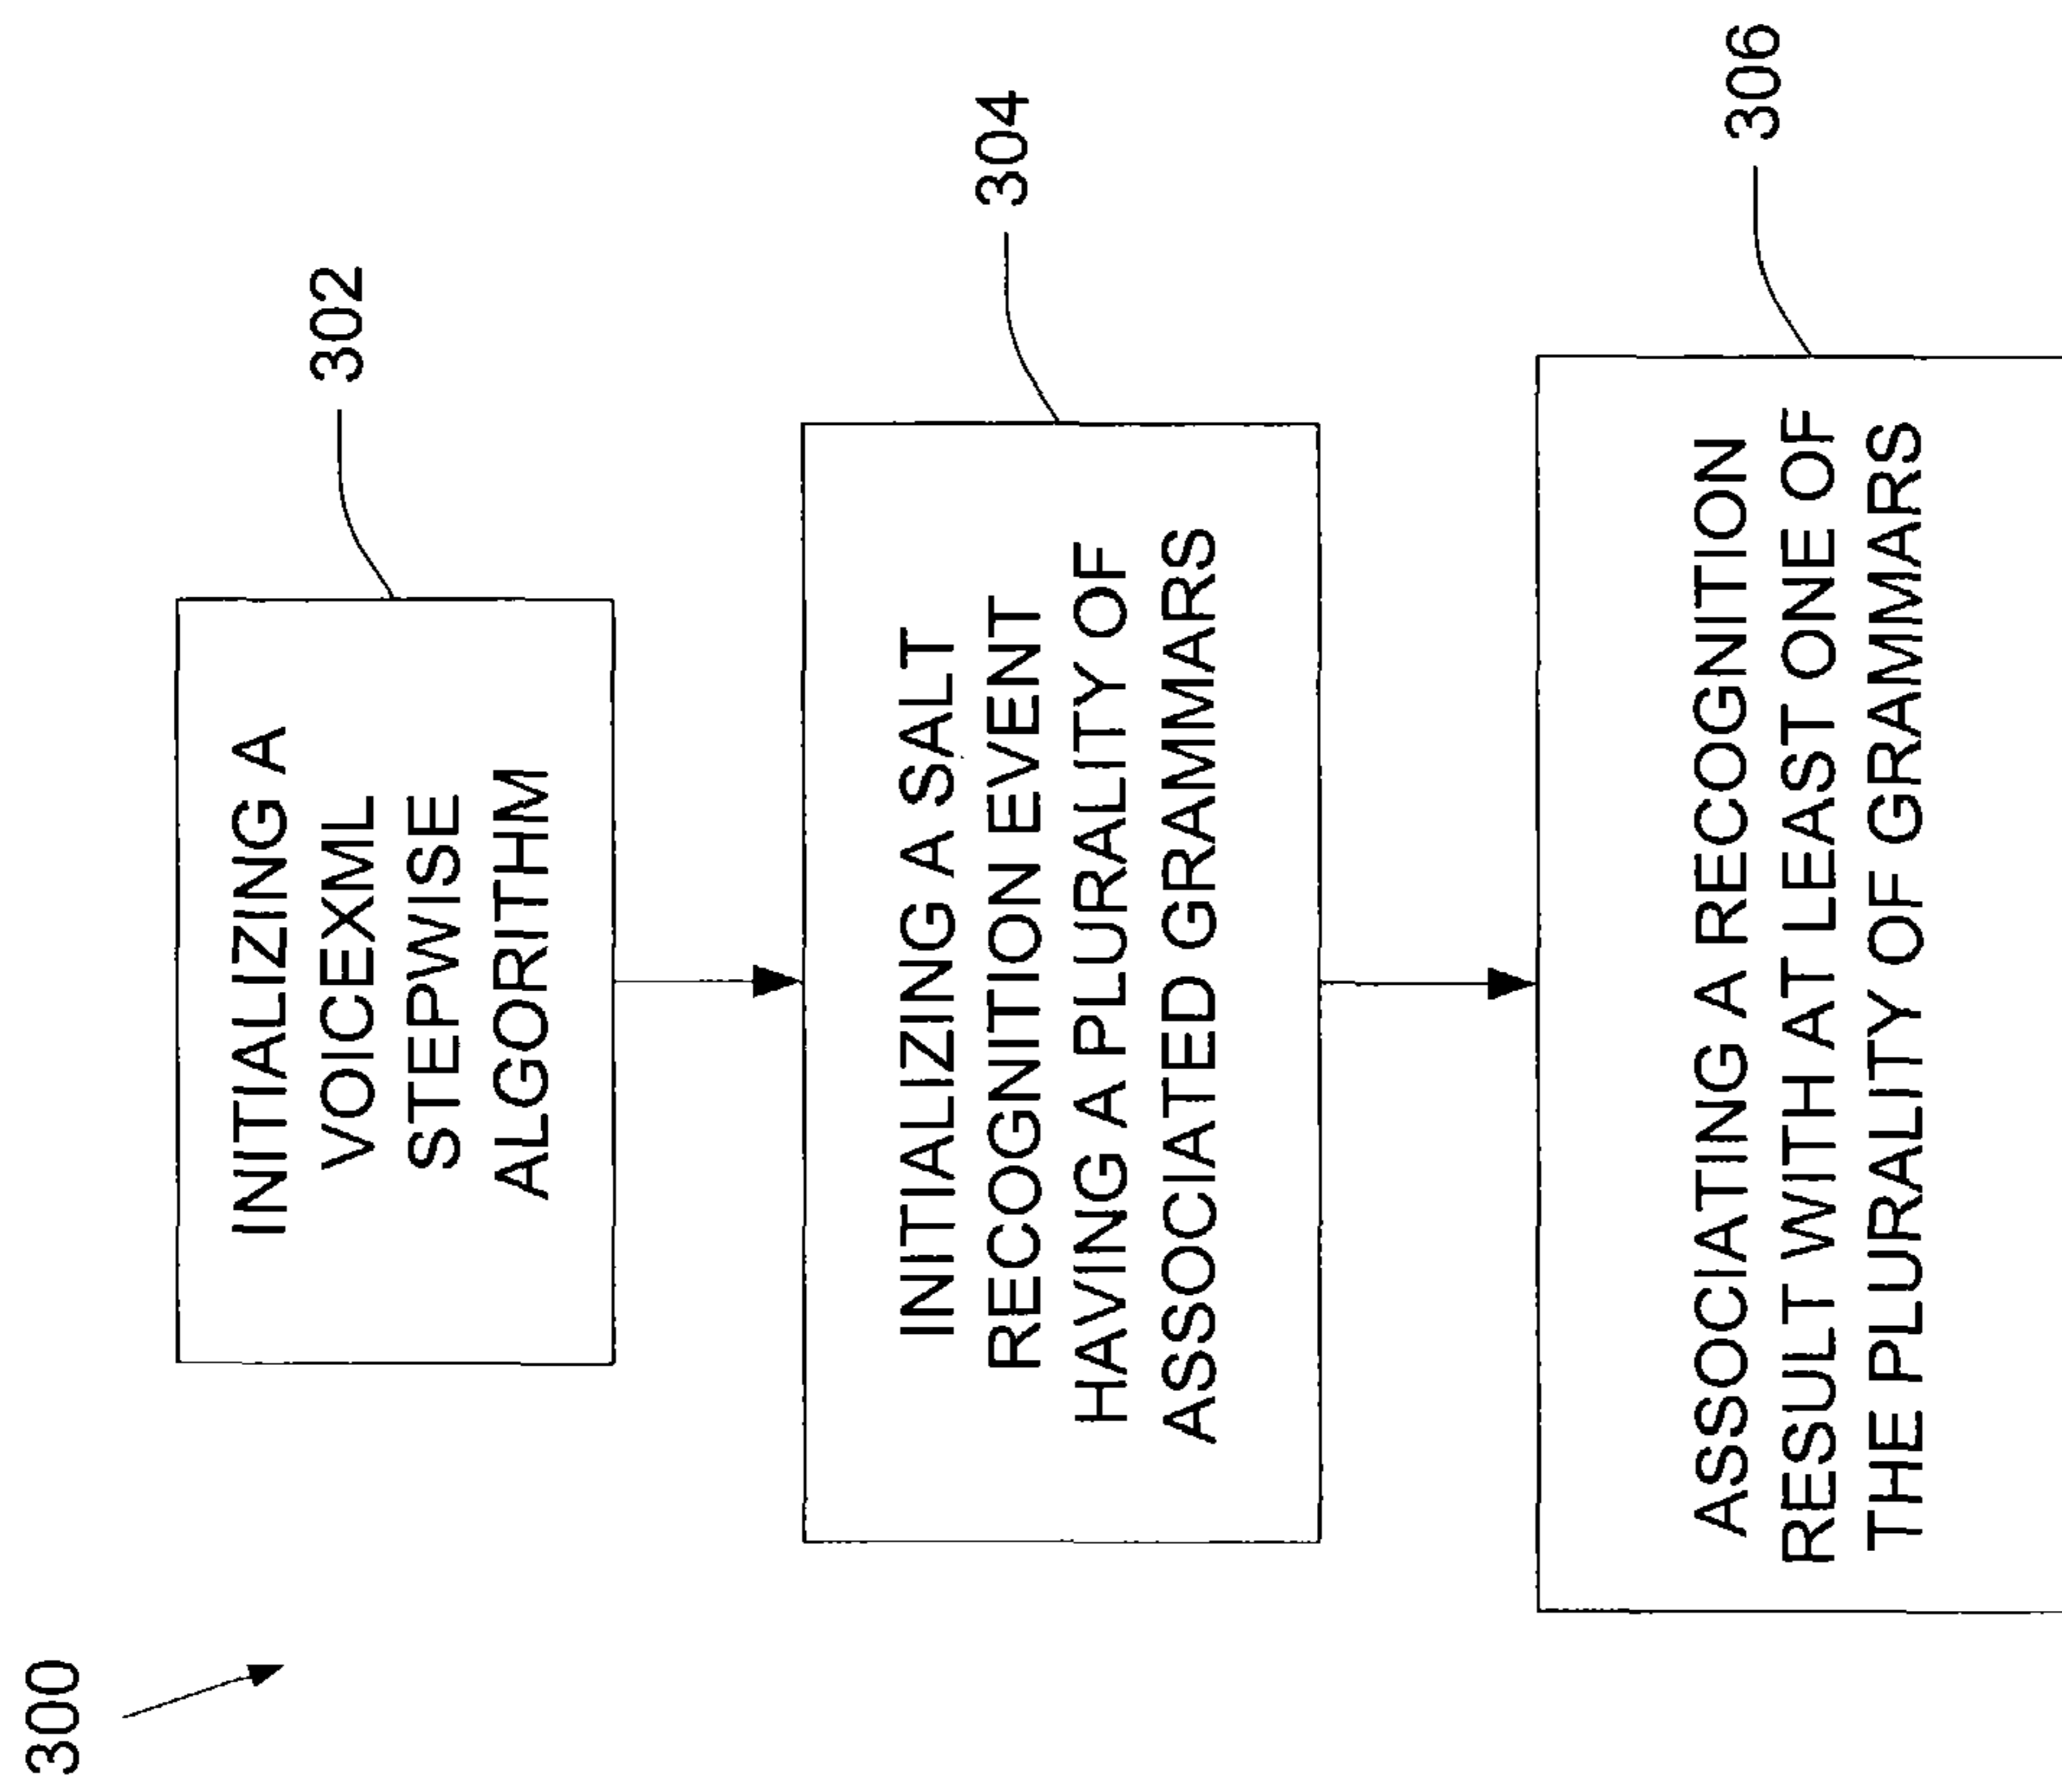 300
INITIALIZING A
VOICEXML
STEPWISE
ALGORITHM
302
INITIALIZING A SALT
RECOGNITION EVENT
HAVING A PLURALITY OF
ASSOCIATED GRAMMARS
304
ASSOCIATING A RECOGNITION
RESULT WITH AT LEAST ONE OF
THE PLURALITY OF GRAMMARS
306